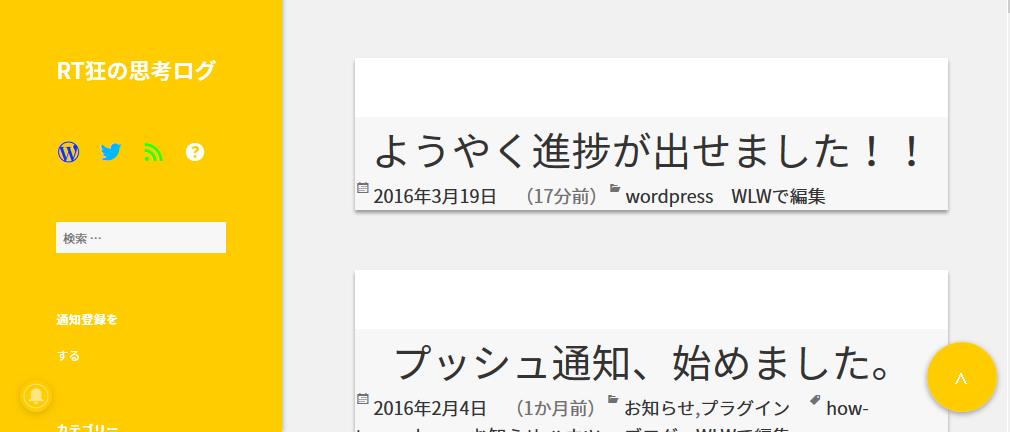 RT狂の思考ログ
検索 …
通知登録を
する
カテゴリー
ようやく進捗が出せました！！
2016年3月19日 （17分前） wordpress WLWで編集
プッシュ通知、始めました。
2016年2月4日 （1か月前） お知らせ,プラグイン how-